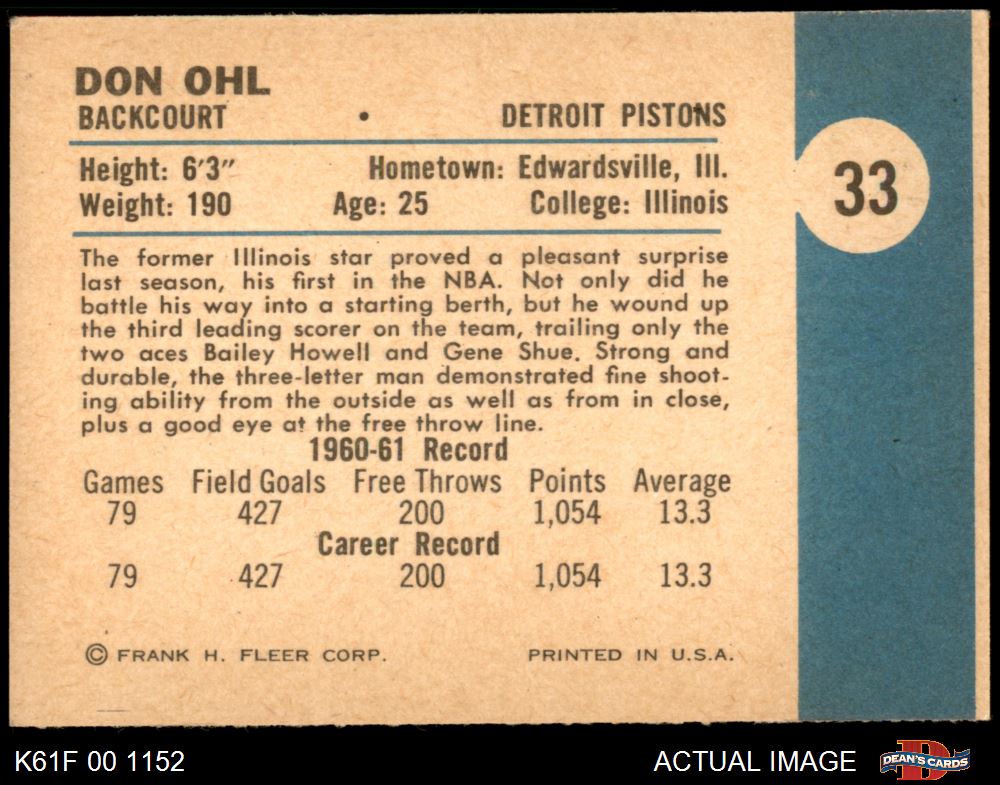 DON OHL
BACKCOURT • DETROIT PISTONS
Height: 6'3" Hometown: Edwardsville, Ill.
Weight: 190 Age: 25 College: Illinois
33
The former Illinois star proved a pleasant surprise
last season, his first in the NBA. Not only did he
battle his way into a starting berth, but he wound up
the third leading scorer on the team, trailing only the
two aces Bailey Howell and Gene Shue. Strong and
durable, the three-letter man demonstrated fine shoot-
ing ability from the outside as well as from in close,
plus a good eye at the free throw line.
1960-61 Record
Games Field Goals Free Throws Points Average
79 427 200 1,054 13.3
Career Record
79 427 200 1,054 13.3
© FRANK H. FLEER CORP. PRINTED IN U.S.A.
K61F 00 1152 ACTUAL IMAGE D DEAN'S CARDS